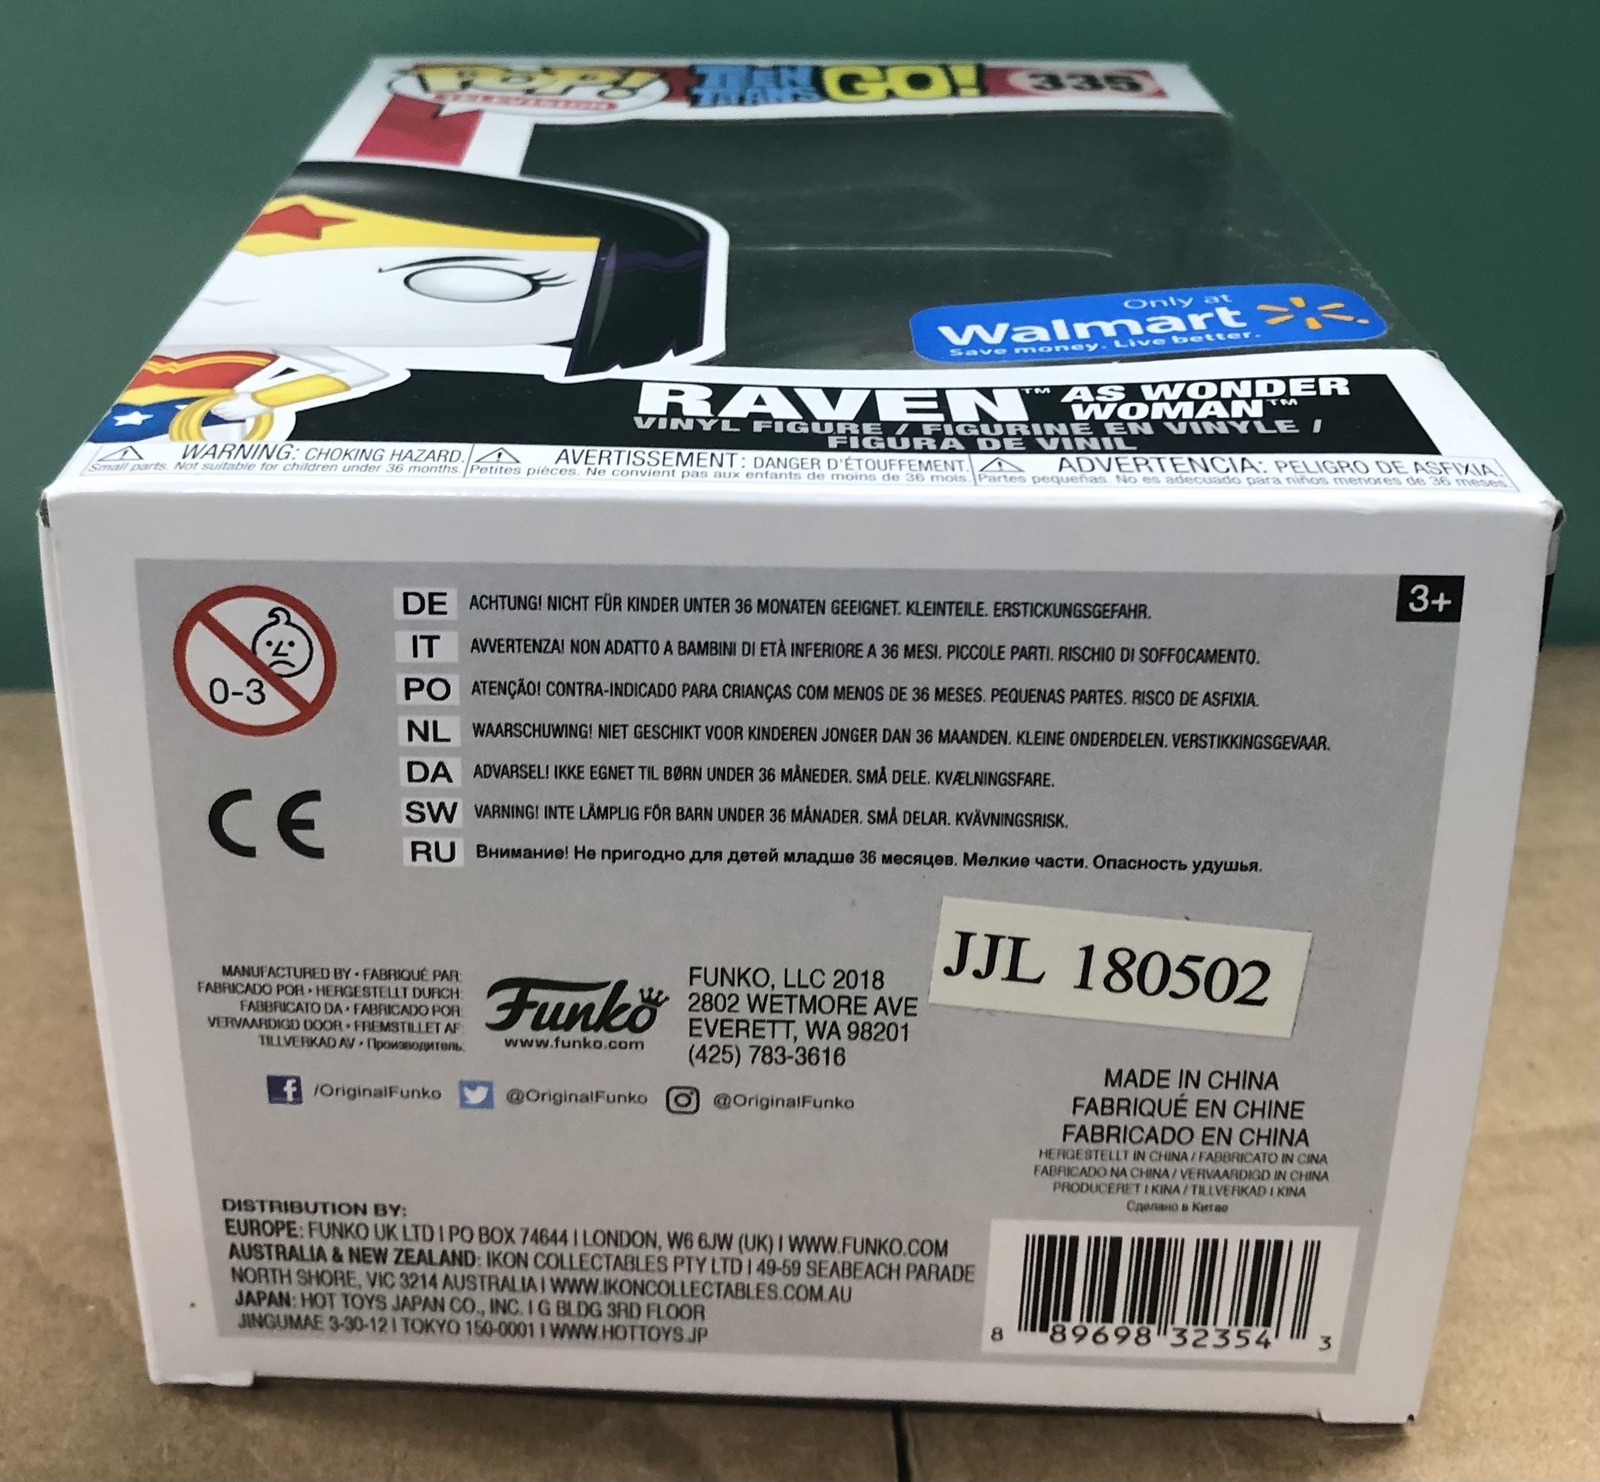 POP!
TELEVISION
TEEN
TITANS
GO!
335
Only at
Walmart
Save money. Live better.
RAVEN™ AS WONDER
WOMAN™
VINYL FIGURE / FIGURINE EN VINYLE /
FIGURA DE VINIL
WARNING: CHOKING HAZARD.
Small parts. Not suitable for children under 36 months.
AVERTISSEMENT: DANGER D'ÉTOUFFEMENT.
Petites pièces. Ne convient pas aux enfants de moins de 36 mois.
ADVERTENCIA: PELIGRO DE ASFIXIA.
Partes pequeñas. No es adecuado para niños menores de 36 meses.
3+
0-3
DE ACHTUNG! NICHT FÜR KINDER UNTER 36 MONATEN GEEIGNET. KLEINTEILE. ERSTICKUNGSGEFAHR.
IT AVVERTENZA! NON ADATTO A BAMBINI DI ETÀ INFERIORE A 36 MESI. PICCOLE PARTI. RISCHIO DI SOFFOCAMENTO.
PO ATENÇÃO! CONTRA-INDICADO PARA CRIANÇAS COM MENOS DE 36 MESES. PEQUENAS PARTES. RISCO DE ASFIXIA.
NL WAARSCHUWING! NIET GESCHIKT VOOR KINDEREN JONGER DAN 36 MAANDEN. KLEINE ONDERDELEN. VERSTIKKINGSGEVAAR.
DA ADVARSEL! IKKE EGNET TIL BØRN UNDER 36 MÅNEDER. SMÅ DELE. KVÆLNINGSFARE.
SW VARNING! INTE LÄMPLIG FÖR BARN UNDER 36 MÅNADER. SMÅ DELAR. KVÄVNINGSRISK.
RU Внимание! Не пригодно для детей младше 36 месяцев. Мелкие части. Опасность удушья.
CE
JJL 180502
MANUFACTURED BY • FABRIQUÉ PAR:
FABRICADO POR • HERGESTELLT DURCH:
FABBRICATO DA • FABRICADO POR:
VERVAARDIGD DOOR • FREMSTILLET AF:
TILLVERKAD AV • Производитель:
Funko
www.funko.com
FUNKO, LLC 2018
2802 WETMORE AVE
EVERETT, WA 98201
(425) 783-3616
/OriginalFunko @OriginalFunko @OriginalFunko
MADE IN CHINA
FABRIQUÉ EN CHINE
FABRICADO EN CHINA
HERGESTELLT IN CHINA / FABBRICATO IN CINA
FABRICADO NA CHINA / VERVAARDIGD IN CHINA
PRODUCERET I KINA / TILLVERKAD I KINA
Сделано в Китае
DISTRIBUTION BY:
EUROPE: FUNKO UK LTD | PO BOX 74644 | LONDON, W6 6JW (UK) | WWW.FUNKO.COM
AUSTRALIA & NEW ZEALAND: IKON COLLECTABLES PTY LTD | 49-59 SEABEACH PARADE
NORTH SHORE, VIC 3214 AUSTRALIA | WWW.IKONCOLLECTABLES.COM.AU
JAPAN: HOT TOYS JAPAN CO., INC. | G BLDG 3RD FLOOR
JINGUMAE 3-30-12 | TOKYO 150-0001 | WWW.HOTTOYS.JP
8 89698 32354 3